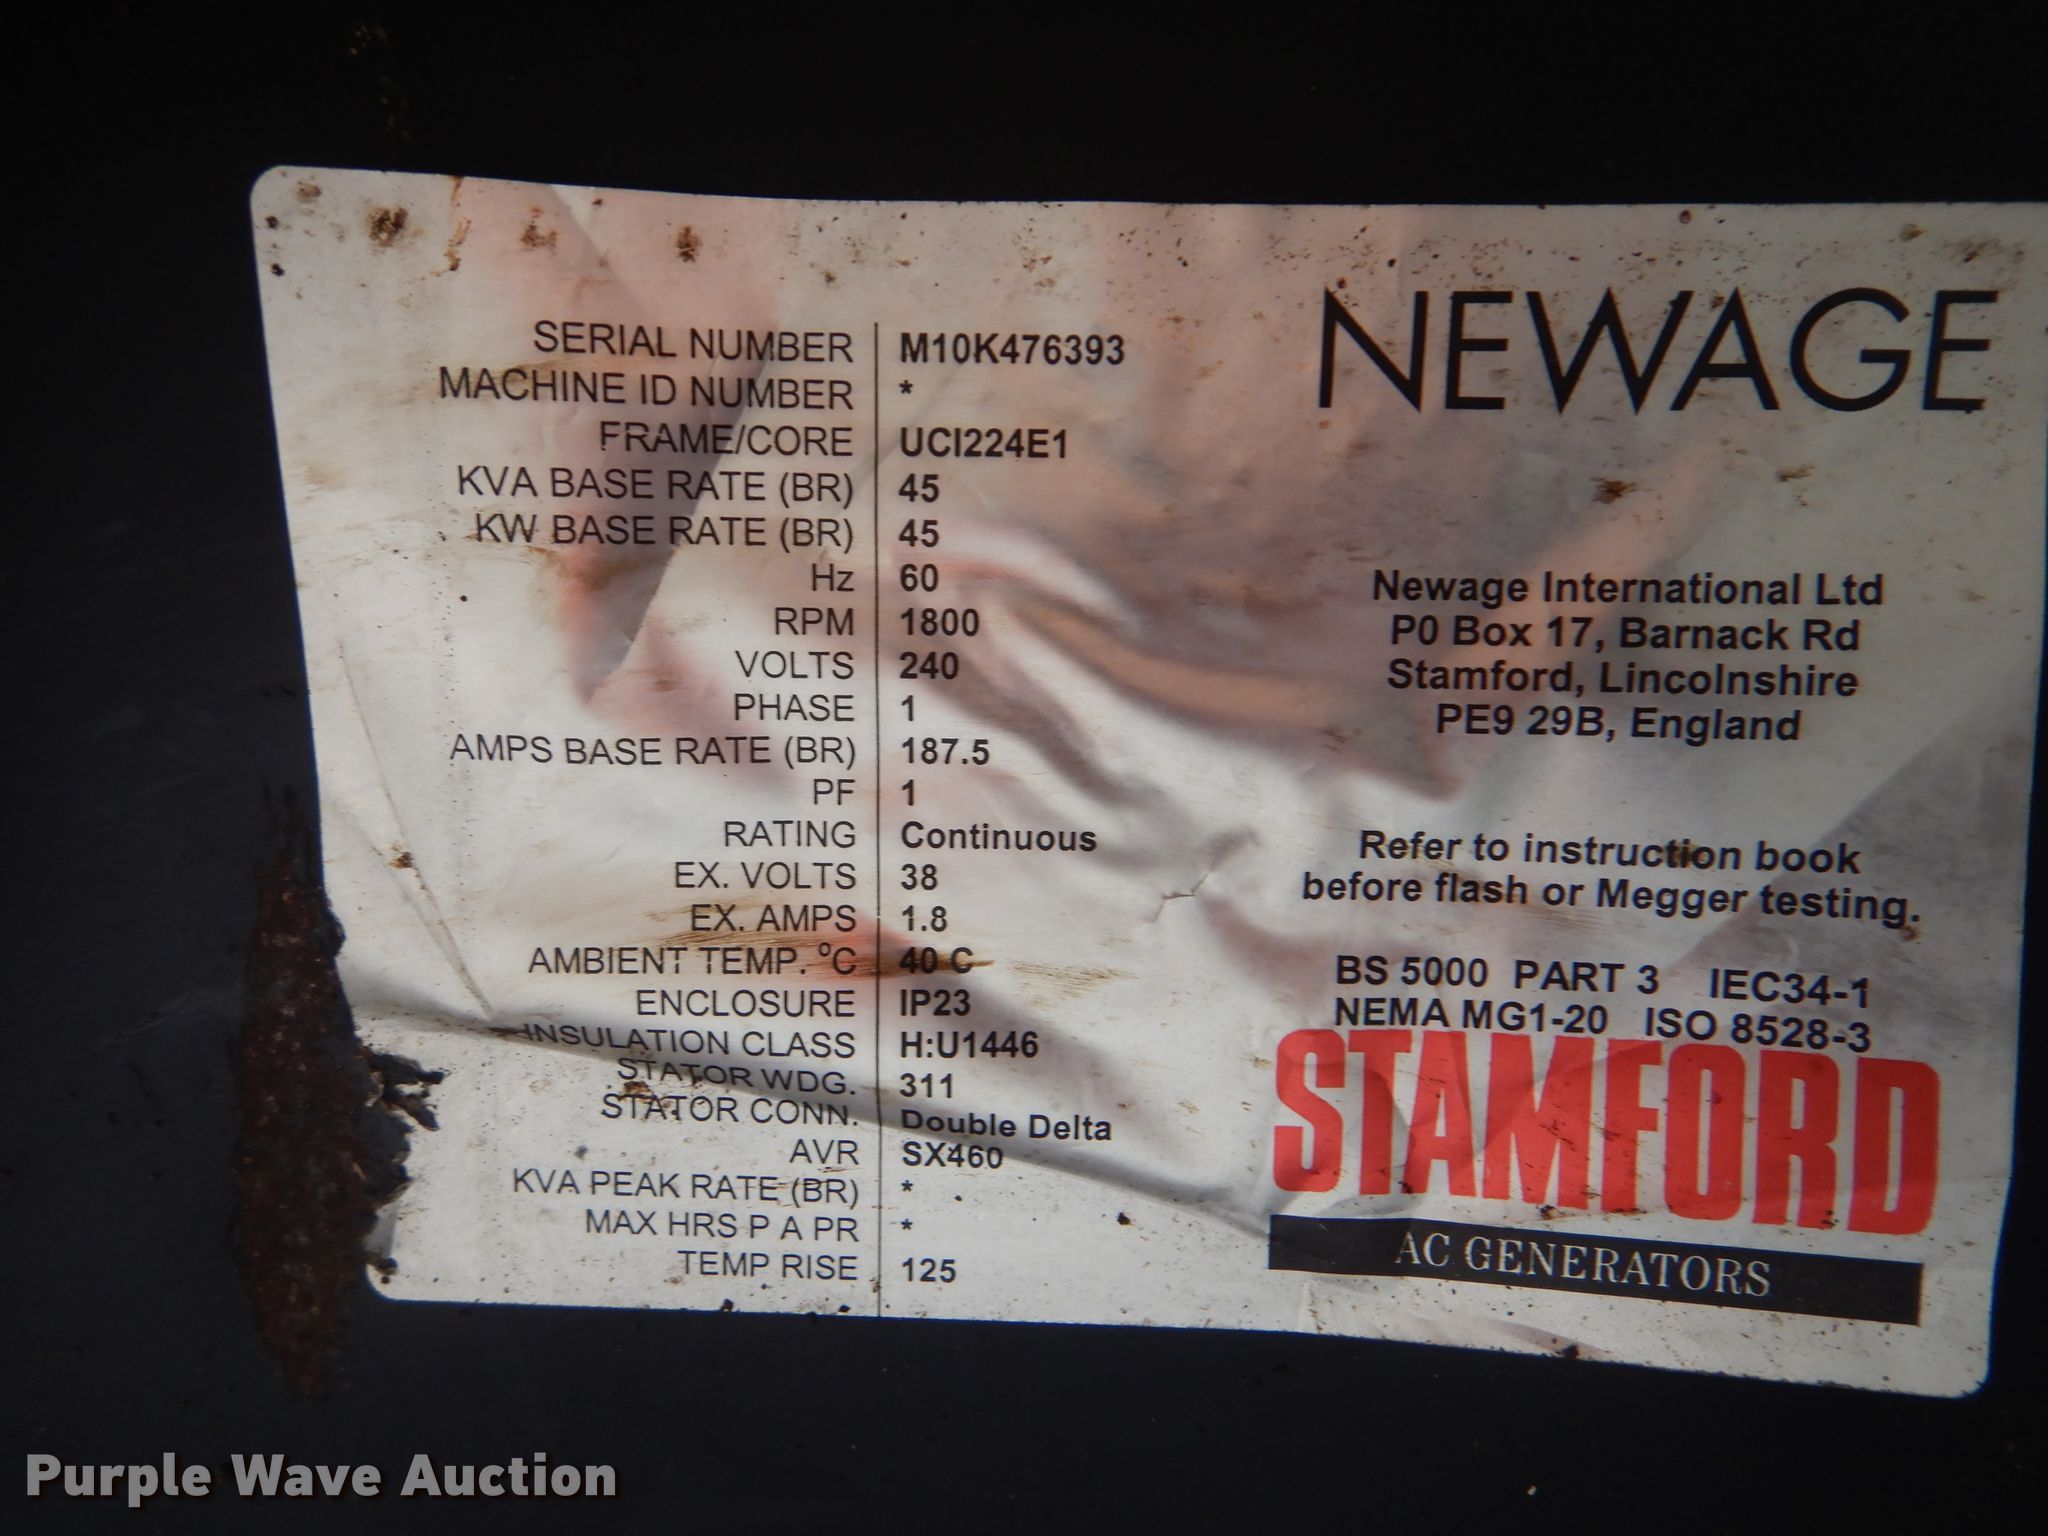 SERIAL NUMBER M10K476393
MACHINE ID NUMBER *
FRAME/CORE UCI224E1
KVA BASE RATE (BR) 45
KW BASE RATE (BR) 45
Hz 60
RPM 1800
VOLTS 240
PHASE 1
AMPS BASE RATE (BR) 187.5
PF 1
RATING Continuous
EX. VOLTS 38
EX. AMPS 1.8
AMBIENT TEMP. °C 40 C
ENCLOSURE IP23
INSULATION CLASS H:U1446
STATOR WDG. 311
STATOR CONN. Double Delta
AVR SX460
KVA PEAK RATE (BR) *
MAX HRS P A PR *
TEMP RISE 125
NEWAGE
Newage International Ltd
P0 Box 17, Barnack Rd
Stamford, Lincolnshire
PE9 29B, England
Refer to instruction book
before flash or Megger testing.
BS 5000 PART 3 IEC34-1
NEMA MG1-20 ISO 8528-3
STAMFORD
AC GENERATORS
Purple Wave Auction